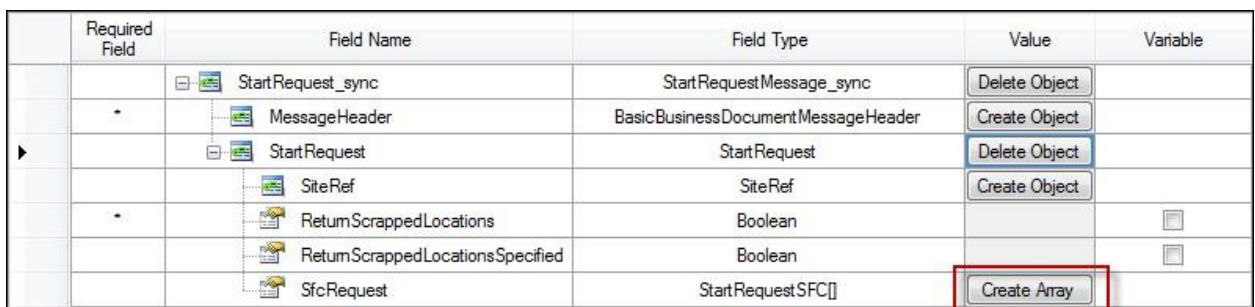 Required Field Field Name Field Type Value Variable
StartRequest_sync StartRequestMessage_sync Delete Object
* MessageHeader BasicBusinessDocumentMessageHeader Create Object
StartRequest StartRequest Delete Object
SiteRef SiteRef Create Object
* ReturnScrappedLocations Boolean
ReturnScrappedLocationsSpecified Boolean
SfcRequest StartRequestSFC[] Create Array